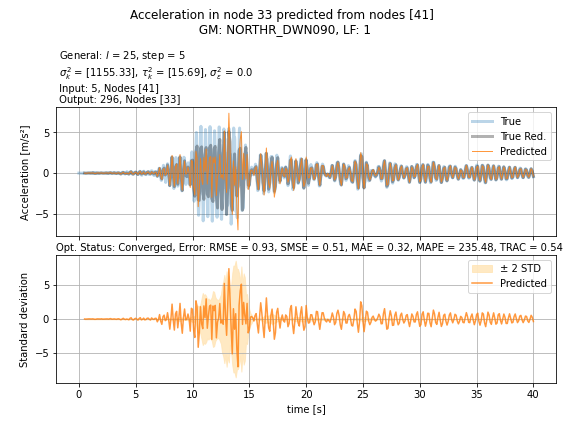 Acceleration in node 33 predicted from nodes [41]
GM: NORTHR_DWN090, LF: 1
General: l = 25, step = 5
σ²ₖ = [1155.33], τ²ₖ = [15.69], σ²ε = 0.0
Input: 5, Nodes [41]
Output: 296, Nodes [33]
True
True Red.
Predicted
Acceleration [m/s²]
5
0
−5
Opt. Status: Converged, Error: RMSE = 0.93, SMSE = 0.51, MAE = 0.32, MAPE = 235.48, TRAC = 0.54
± 2 STD
Predicted
Standard deviation
5
0
−5
0 5 10 15 20 25 30 35 40
time [s]